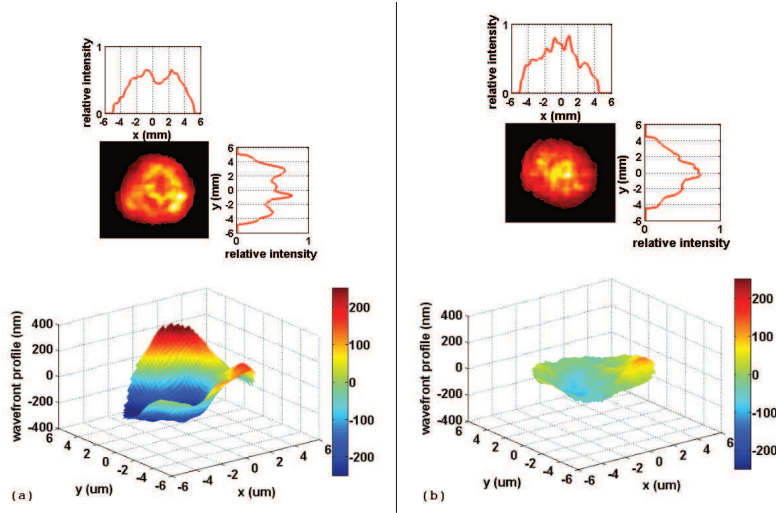 1
0
relative intensity
-6 -4 -2 0 2 4 6
x (mm)
6
4
2
0
-2
-4
-6
y (mm)
0 1
relative intensity
400
200
0
-200
-400
wavefront profile (nm)
6 4 2 0 -2 -4 -6
y (um)
-6 -4 -2 0 2 4 6
x (um)
200
100
0
-100
-200
(a)
1
0
relative intensity
-6 -4 -2 0 2 4 6
x (mm)
6
4
2
0
-2
-4
-6
y (mm)
0 1
relative intensity
400
200
0
-200
-400
wavefront profile (nm)
6 4 2 0 -2 -4 -6
y (um)
-6 -4 -2 0 2 4 6
x (um)
200
100
0
-100
-200
(b)